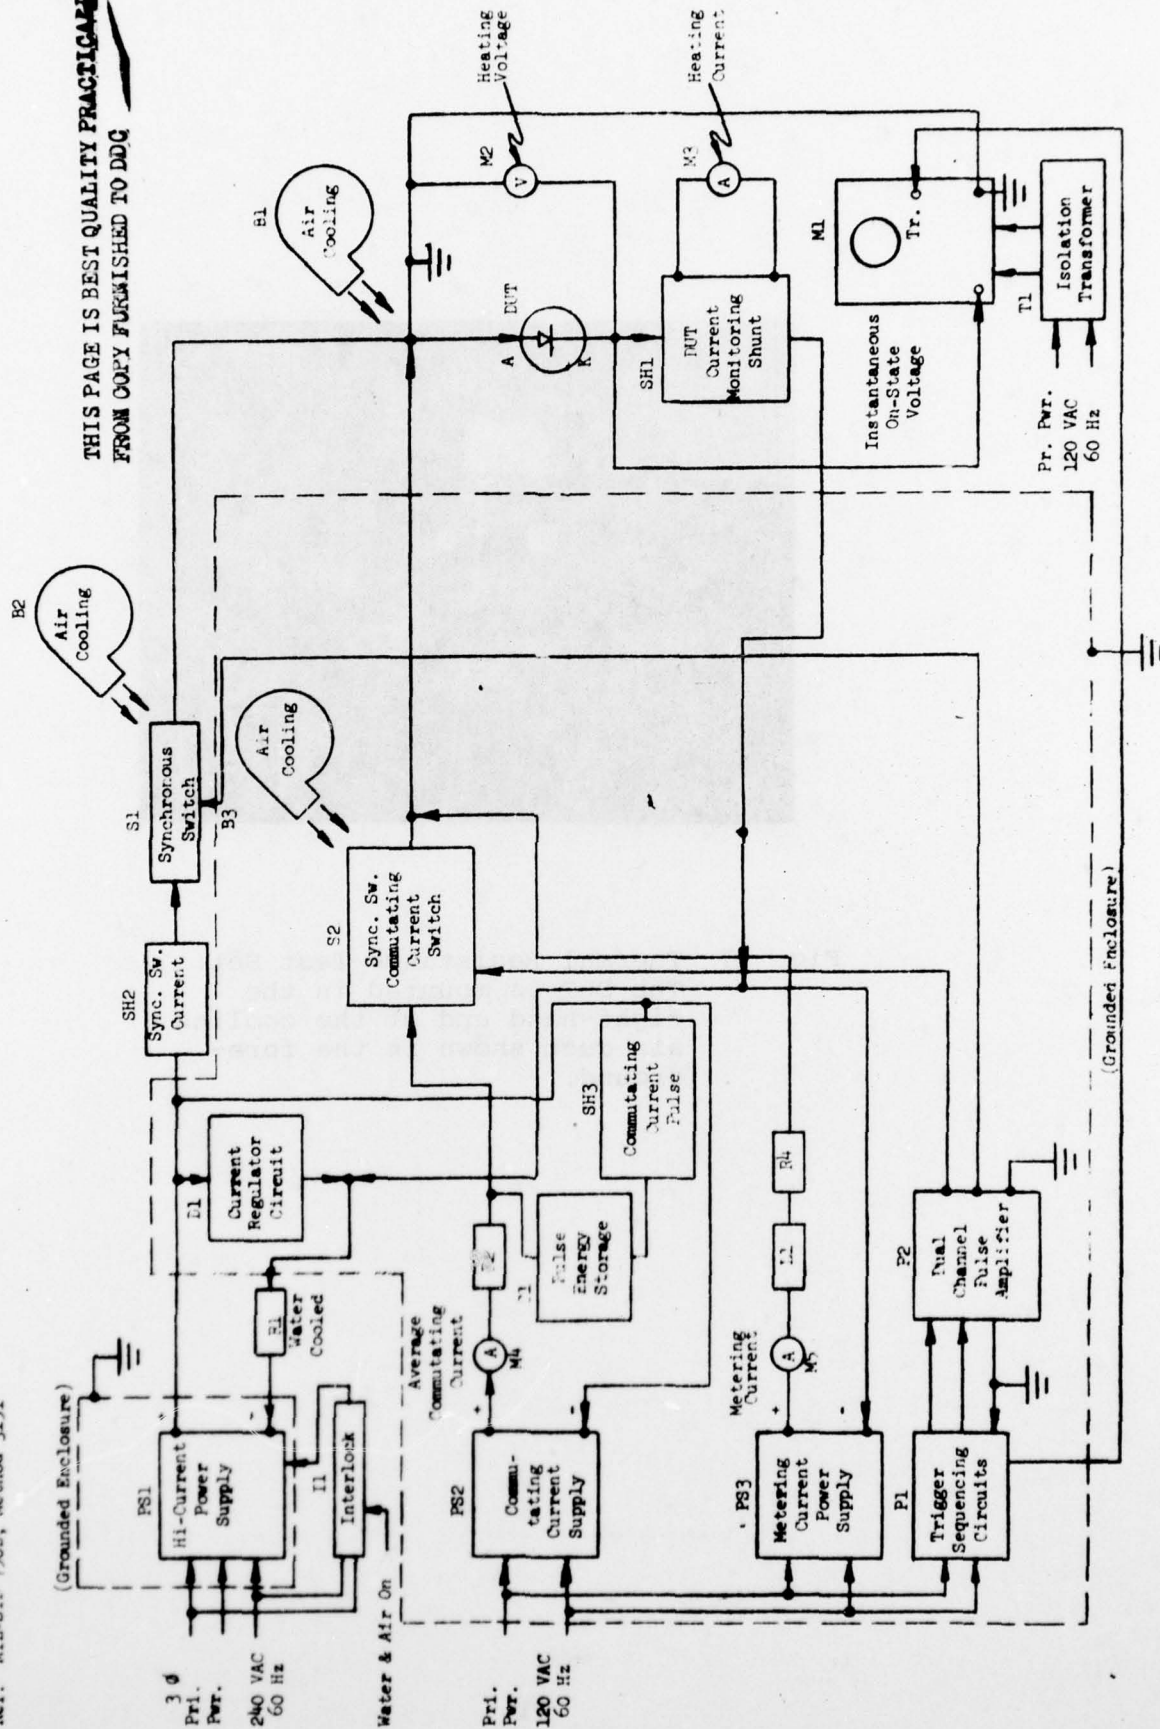 THIS PAGE IS BEST QUALITY PRACTICABLE
FROM COPY FURNISHED TO DDC
B2
Air
Cooling
B1
Air
Cooling
S1
Synchronous
Switch
B3
Air
Cooling
SH2
Sync. Sw.
Current
S2
Sync. Sw.
Commutating
Current
Switch
A
DUT
K
M2
V
Heating
Voltage
SH1
DUT
Current
Monitoring
Shunt
M3
A
Heating
Current
M1
Tr.
Instantaneous
On-State
Voltage
T1
Isolation
Transformer
Pr. Pwr.
120 VAC
60 Hz
(Grounded Enclosure)
3 Ø
Pri.
Pwr.
240 VAC
60 Hz
PS1
Hi-Current
Power
Supply
-
I1
Interlock
Water & Air On
R1
Water
Cooled
D1
Current
Regulator
Circuit
Pri.
Pwr.
120 VAC
60 Hz
PS2
Commu-
tating
Current
Supply
+
-
Average
Commutating
Current
A
M4
R2
Pulse
Energy
Storage
SH3
Commutating
Current
Pulse
PS3
Metering
Current
Power
Supply
+
-
Metering
Current
A
M5
R4
P1
Trigger
Sequencing
Circuits
P2
Dual
Channel
Pulse
Amplifier
(Grounded Enclosure)